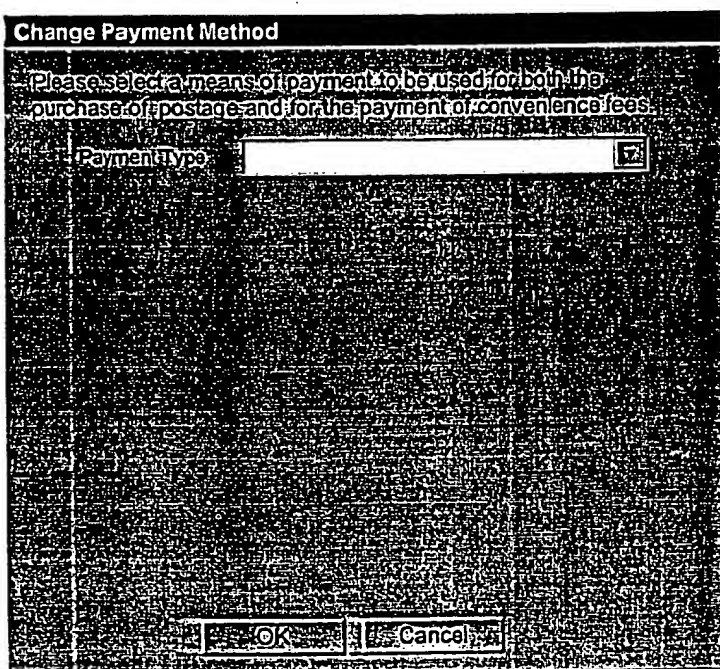 Change Payment Method
Please select a means of payment to be used for both the
purchase of postage and for the payment of convenience fees.
Payment Type
OK
Cancel